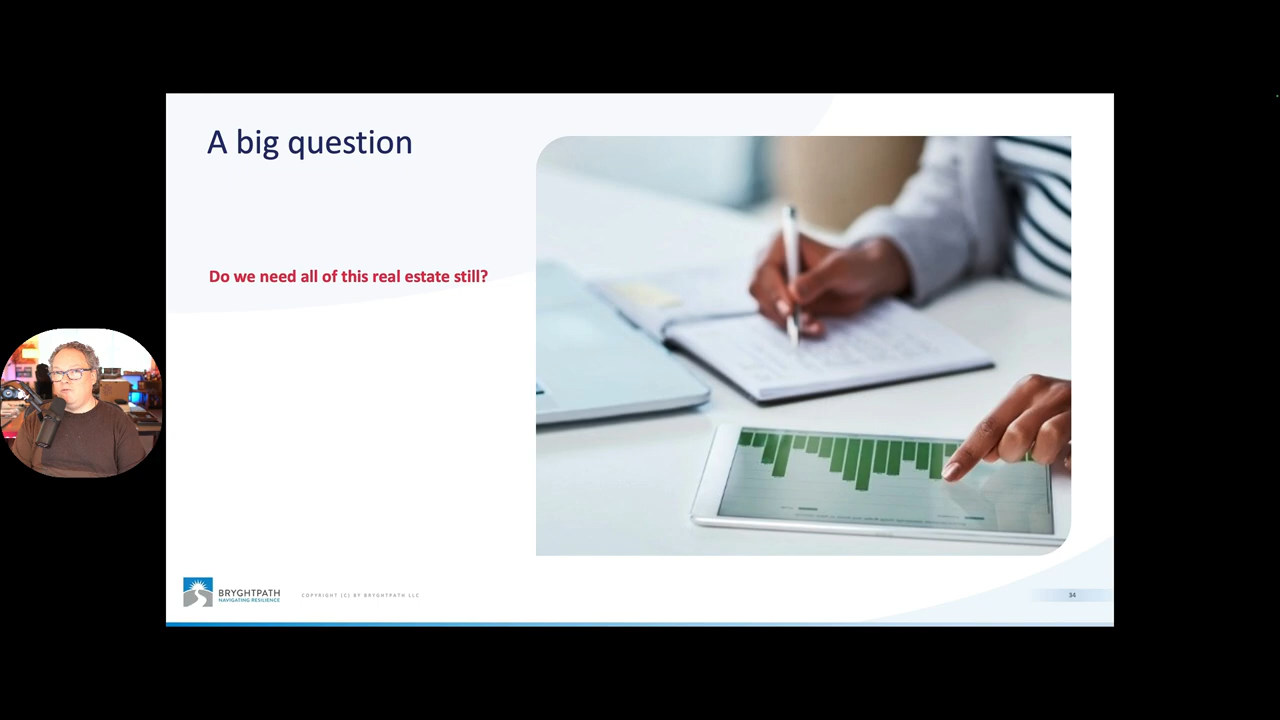 A big question
Do we need all of this real estate still?
BRYGHTPATH
NAVIGATING RESILIENCE
COPYRIGHT (C) BY BRYGHTPATH LLC
34